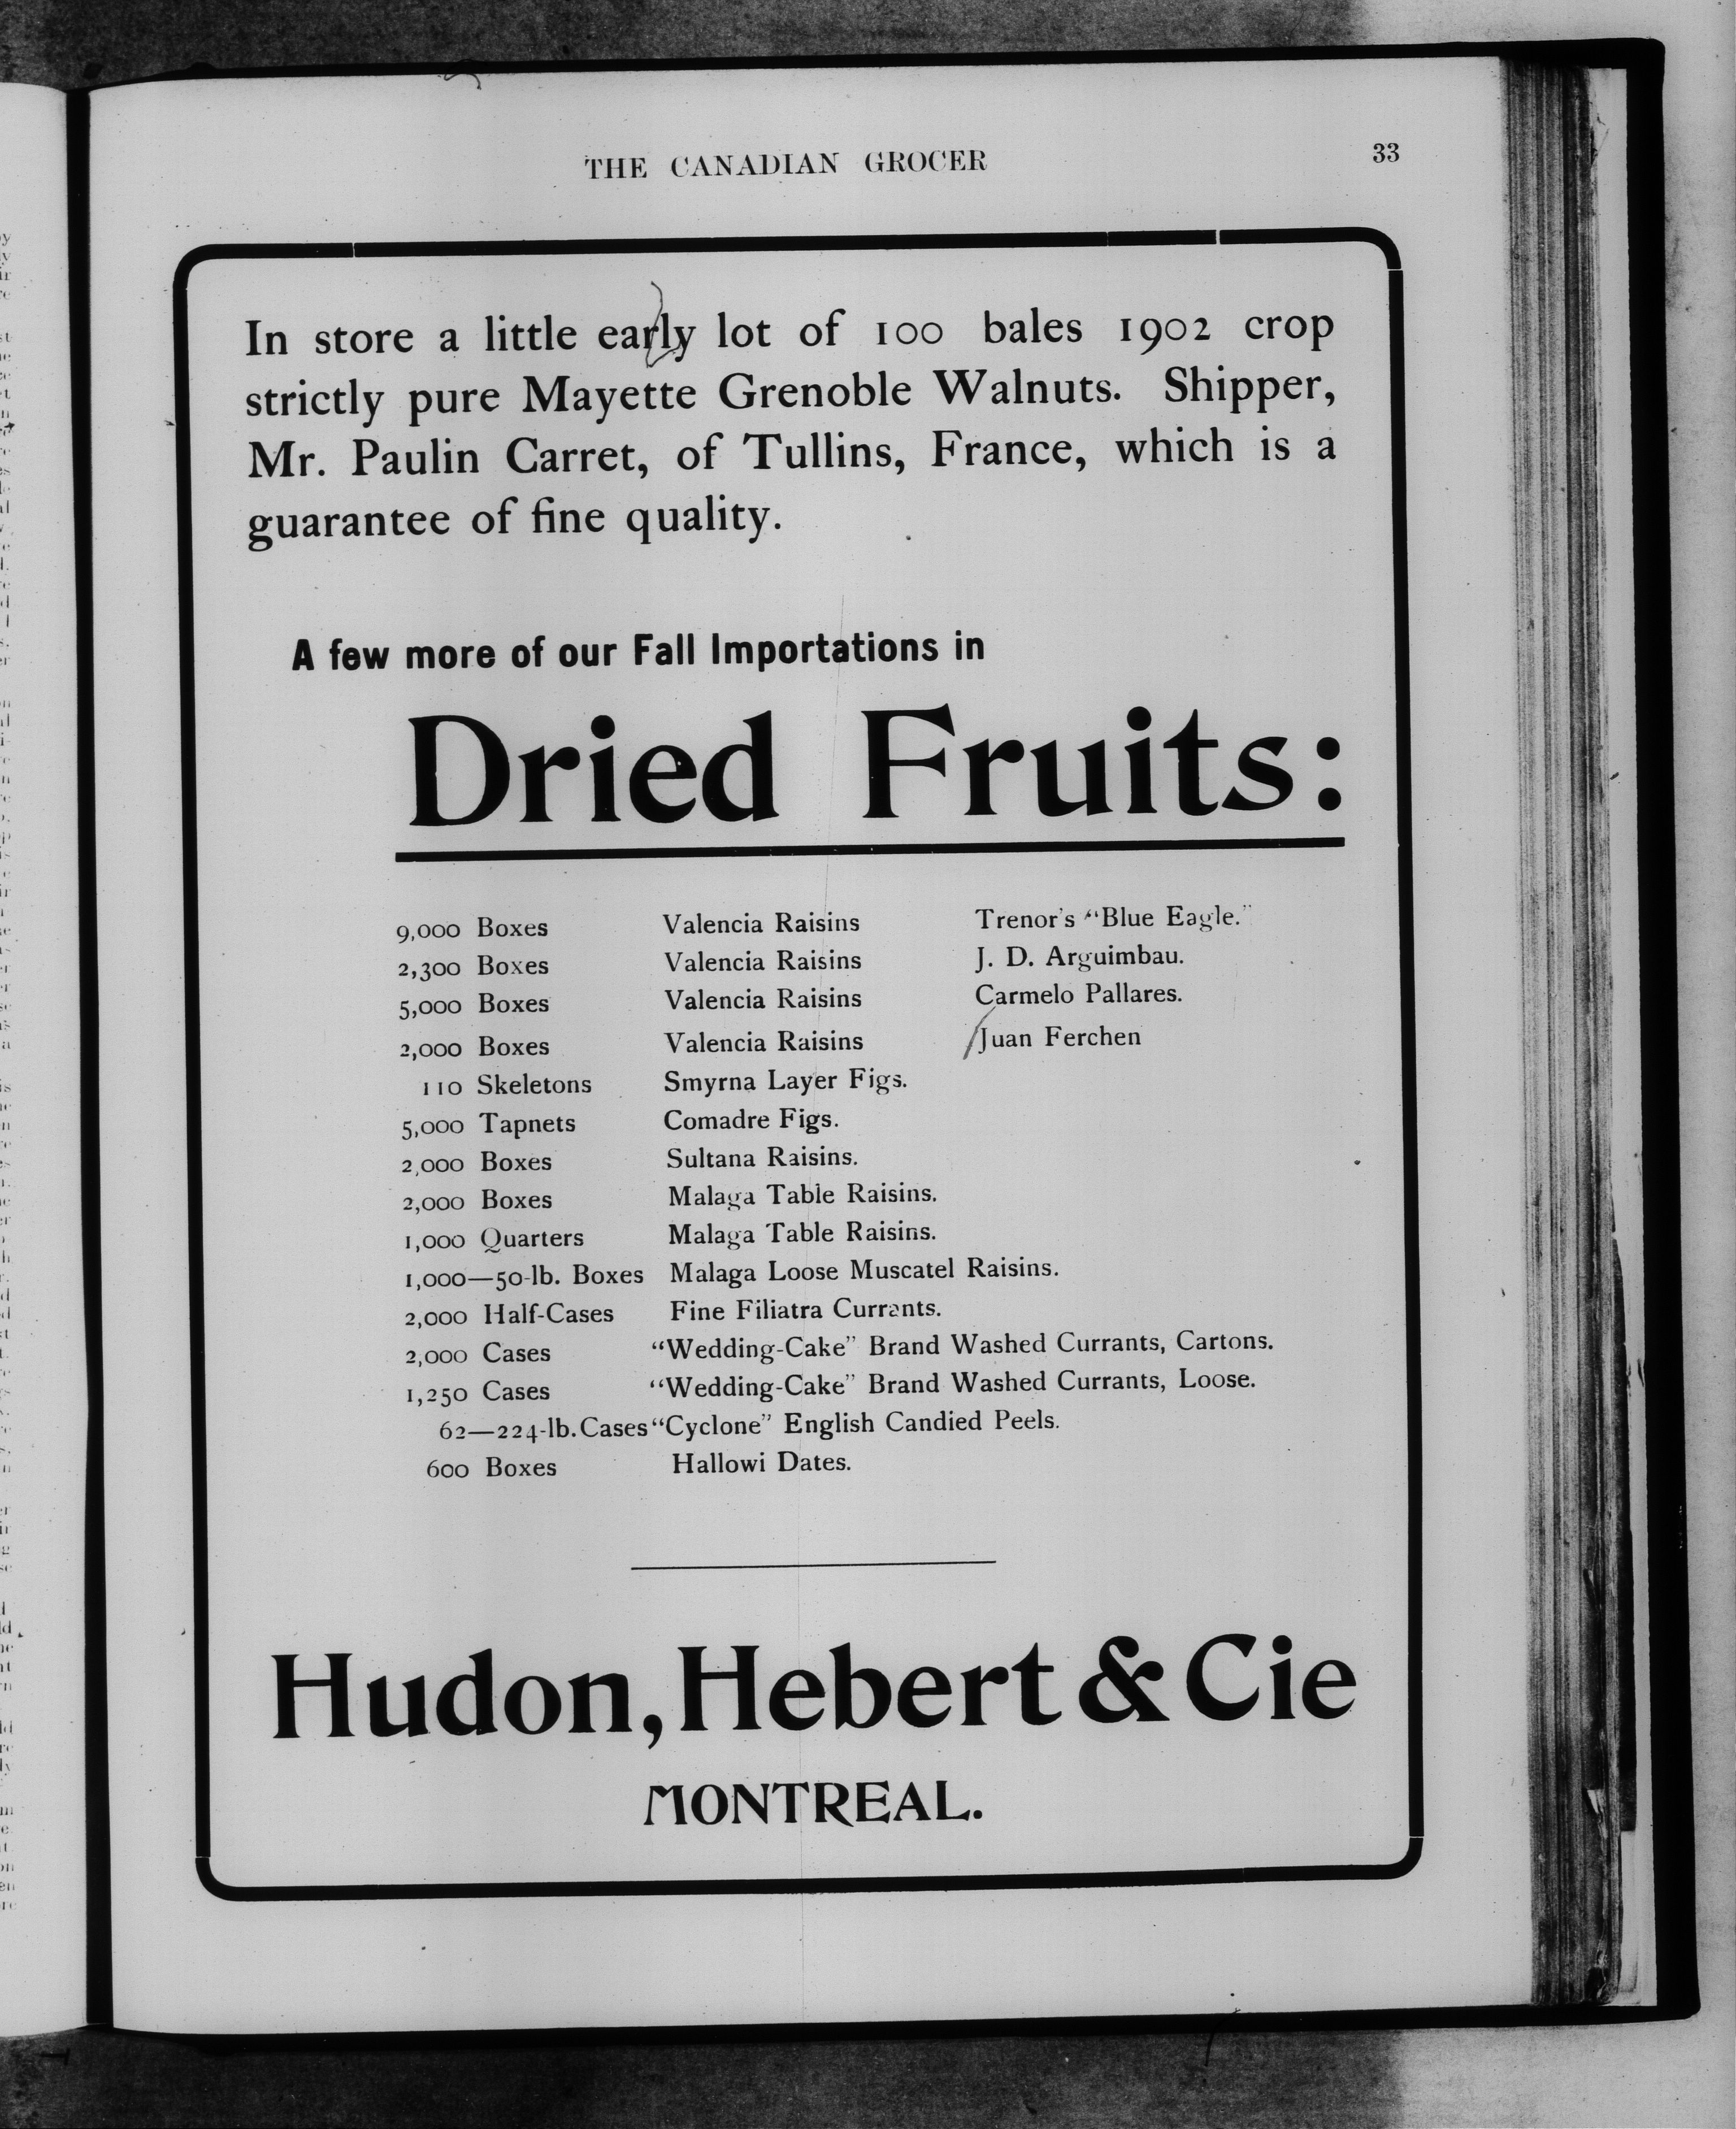 THE CANADIAN GROCER 33
In store a little early lot of 100 bales 1902 crop
strictly pure Mayette Grenoble Walnuts. Shipper,
Mr. Paulin Carret, of Tullins, France, which is a
guarantee of fine quality.
A few more of our Fall Importations in
Dried Fruits:
9,000 Boxes Valencia Raisins Trenor's "Blue Eagle."
2,300 Boxes Valencia Raisins J. D. Arguimbau.
5,000 Boxes Valencia Raisins Carmelo Pallares.
2,000 Boxes Valencia Raisins Juan Ferchen
110 Skeletons Smyrna Layer Figs.
5,000 Tapnets Comadre Figs.
2,000 Boxes Sultana Raisins.
2,000 Boxes Malaga Table Raisins.
1,000 Quarters Malaga Table Raisins.
1,000—50-lb. Boxes Malaga Loose Muscatel Raisins.
2,000 Half-Cases Fine Filiatra Currants.
2,000 Cases "Wedding-Cake" Brand Washed Currants, Cartons.
1,250 Cases "Wedding-Cake" Brand Washed Currants, Loose.
62—224-lb. Cases "Cyclone" English Candied Peels.
600 Boxes Hallowi Dates.
Hudon, Hebert & Cie
MONTREAL.